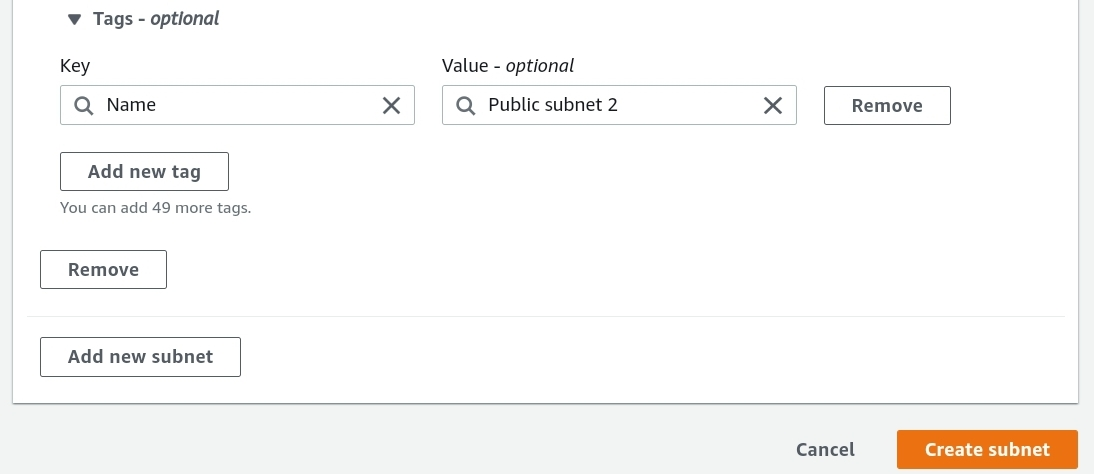 Tags - optional
Key
Value - optional
Name
Public subnet 2
Remove
Add new tag
You can add 49 more tags.
Remove
Add new subnet
Cancel
Create subnet